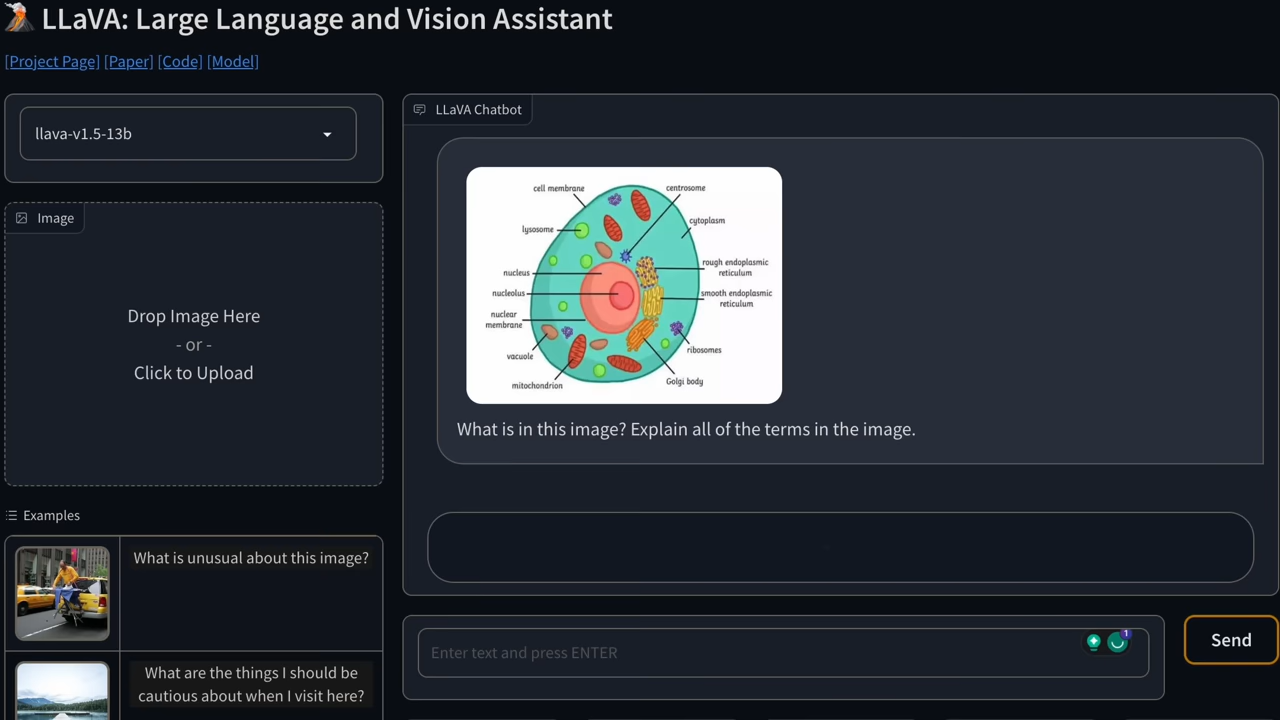 LLaVA: Large Language and Vision Assistant
[Project Page] [Paper] [Code] [Model]
llava-v1.5-13b
Image
Drop Image Here
- or -
Click to Upload
Examples
What is unusual about this image?
What are the things I should be
cautious about when I visit here?
LLaVA Chatbot
cell membrane
centrosome
lysosome
cytoplasm
nucleus
rough endoplasmic
reticulum
nucleolus
smooth endoplasmic
reticulum
nuclear
membrane
vacuole
ribosomes
mitochondrion
Golgi body
What is in this image? Explain all of the terms in the image.
Enter text and press ENTER
1
Send